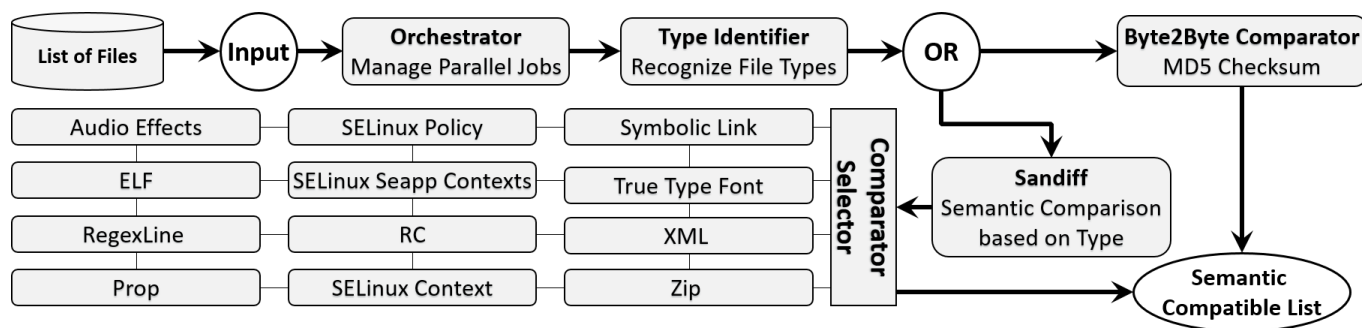 List of Files
Input
Orchestrator
Manage Parallel Jobs
Type Identifier
Recognize File Types
OR
Byte2Byte Comparator
MD5 Checksum
Audio Effects
SELinux Policy
Symbolic Link
ELF
SELinux Seapp Contexts
True Type Font
RegexLine
RC
XML
Prop
SELinux Context
Zip
Comparator
Selector
Sandiff
Semantic Comparison
based on Type
Semantic
Compatible List